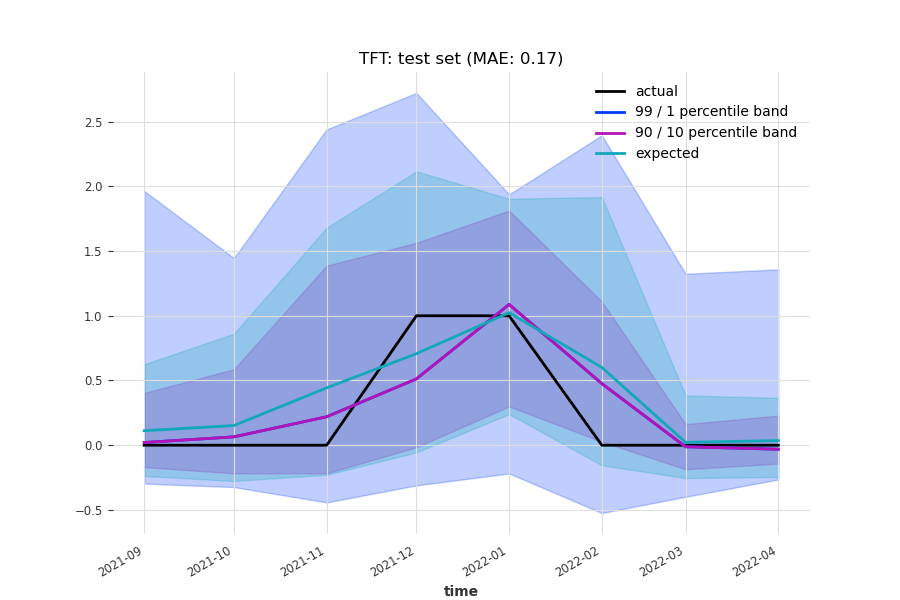 TFT: test set (MAE: 0.17)
actual
99 / 1 percentile band
90 / 10 percentile band
expected
2.5
2.0
1.5
1.0
0.5
0.0
−0.5
2021-09
2021-10
2021-11
2021-12
2022-01
2022-02
2022-03
2022-04
time